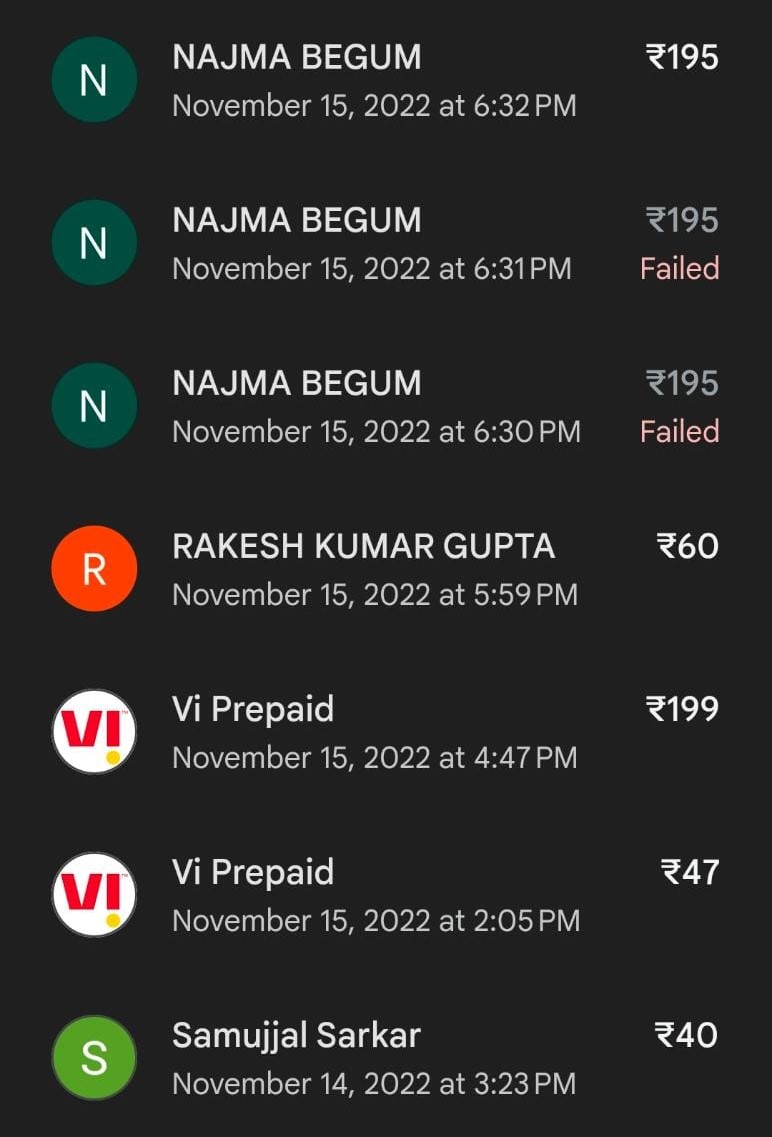 N
NAJMA BEGUM
₹195
November 15, 2022 at 6:32 PM
N
NAJMA BEGUM
₹195
November 15, 2022 at 6:31 PM
Failed
N
NAJMA BEGUM
₹195
November 15, 2022 at 6:30 PM
Failed
R
RAKESH KUMAR GUPTA
₹60
November 15, 2022 at 5:59 PM
VI™
Vi Prepaid
₹199
November 15, 2022 at 4:47 PM
VI™
Vi Prepaid
₹47
November 15, 2022 at 2:05 PM
S
Samujjal Sarkar
₹40
November 14, 2022 at 3:23 PM